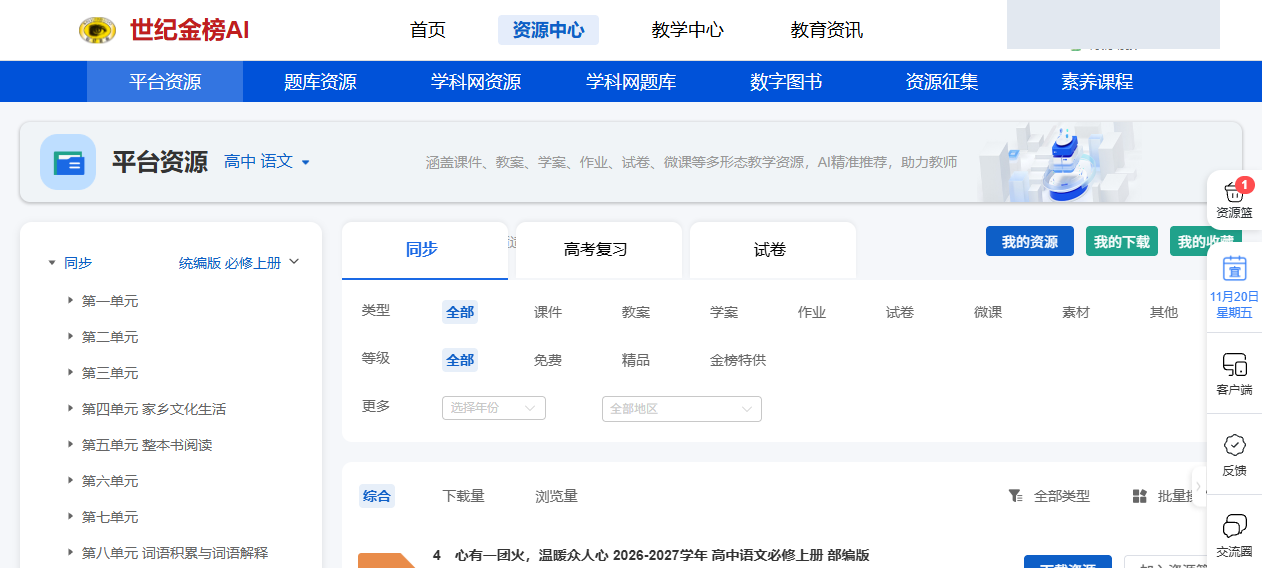 世纪金榜AI
首页 资源中心 教学中心 教育资讯
平台资源 题库资源 学科网资源 学科网题库 数字图书 资源征集 素养课程
平台资源 高中 语文 涵盖课件、教案、学案、作业、试卷、微课等多形态教学资源，AI精准推荐，助力教师
1
资源篮
同步 统编版 必修上册
第一单元
第二单元
第三单元
第四单元 家乡文化生活
第五单元 整本书阅读
第六单元
第七单元
第八单元 词语积累与词语解释
同步 高考复习 试卷
我的资源 我的下载 我的收藏
类型 全部 课件 教案 学案 作业 试卷 微课 素材 其他
等级 全部 免费 精品 金榜特供
更多 选择年份 全部地区
宜
11月20日
星期五
客户端
反馈
交流圈
综合 下载量 浏览量 全部类型 批量
4 心有一团火，温暖众人心 2026-2027学年 高中语文必修上册 部编版
下载资源 加入资源篮